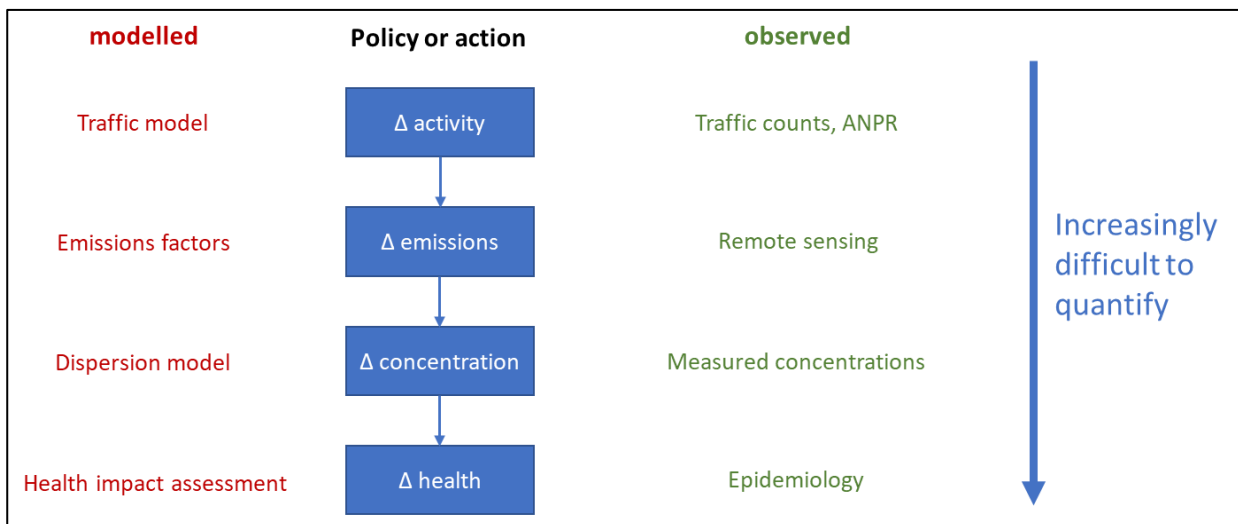 modelled Policy or action observed
Traffic model Δ activity Traffic counts, ANPR
Emissions factors Δ emissions Remote sensing
Increasingly
difficult to
quantify
Dispersion model Δ concentration Measured concentrations
Health impact assessment Δ health Epidemiology